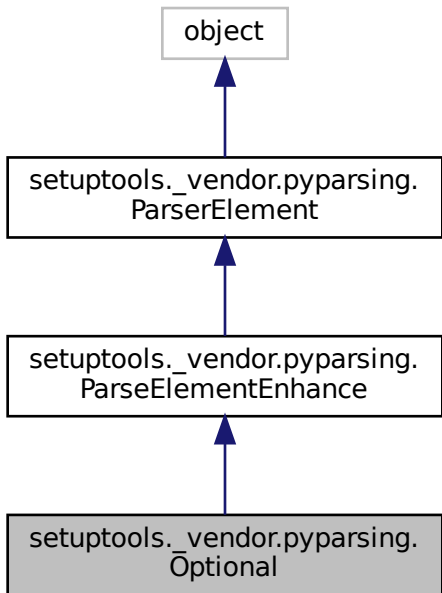 object
setuptools._vendor.pyparsing.
ParserElement
setuptools._vendor.pyparsing.
ParseElementEnhance
setuptools._vendor.pyparsing.
Optional